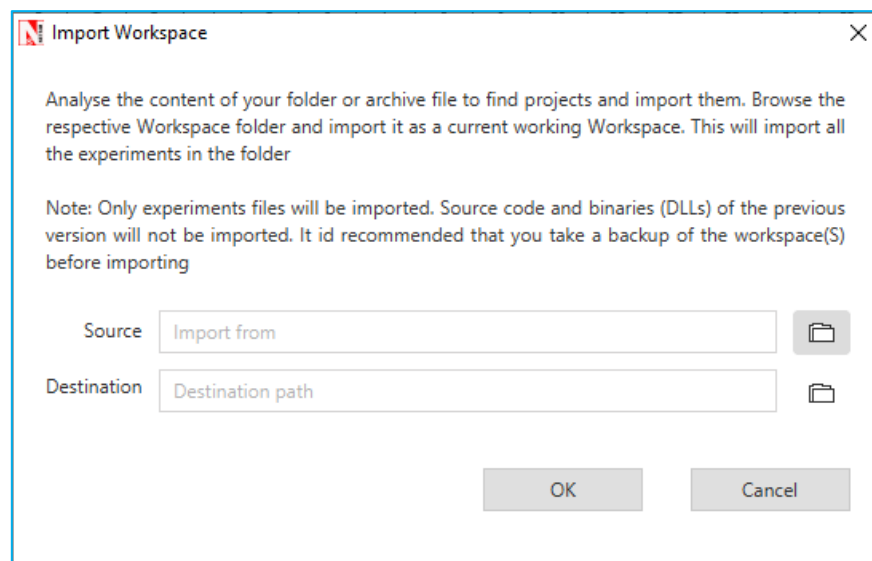 Import Workspace
Analyse the content of your folder or archive file to find projects and import them. Browse the
respective Workspace folder and import it as a current working Workspace. This will import all
the experiments in the folder
Note: Only experiments files will be imported. Source code and binaries (DLLs) of the previous
version will not be imported. It id recommended that you take a backup of the workspace(S)
before importing
Source Import from
Destination Destination path
OK Cancel